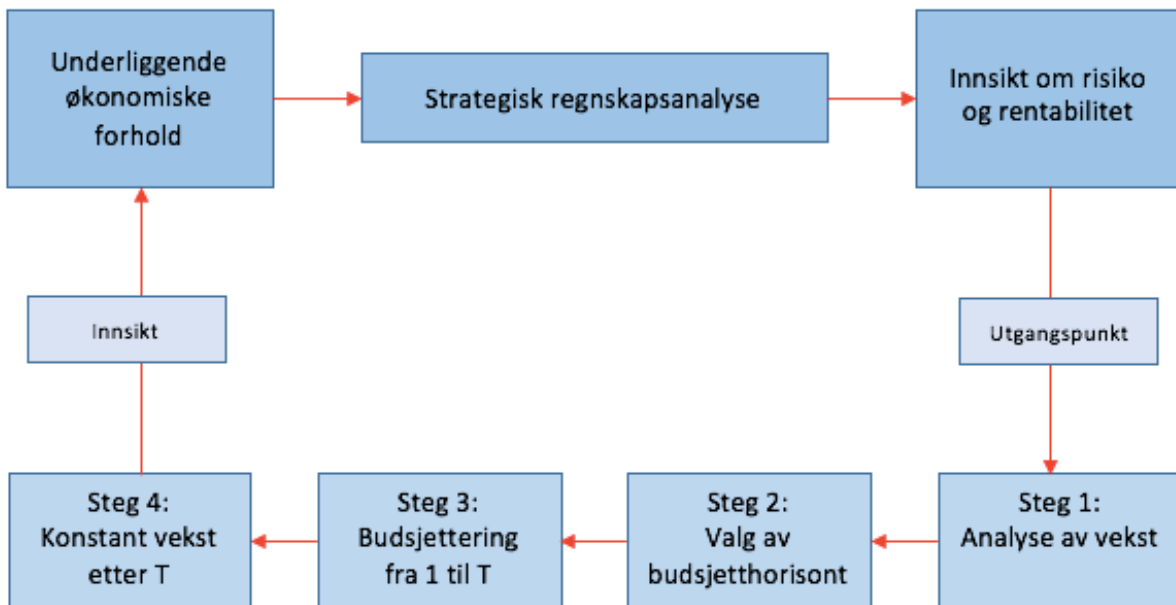 Underliggende
økonomiske
forhold
Strategisk regnskapsanalyse
Innsikt om risiko
og rentabilitet
Innsikt
Utgangspunkt
Steg 4:
Konstant vekst
etter T
Steg 3:
Budsjettering
fra 1 til T
Steg 2:
Valg av
budsjetthorisont
Steg 1:
Analyse av vekst